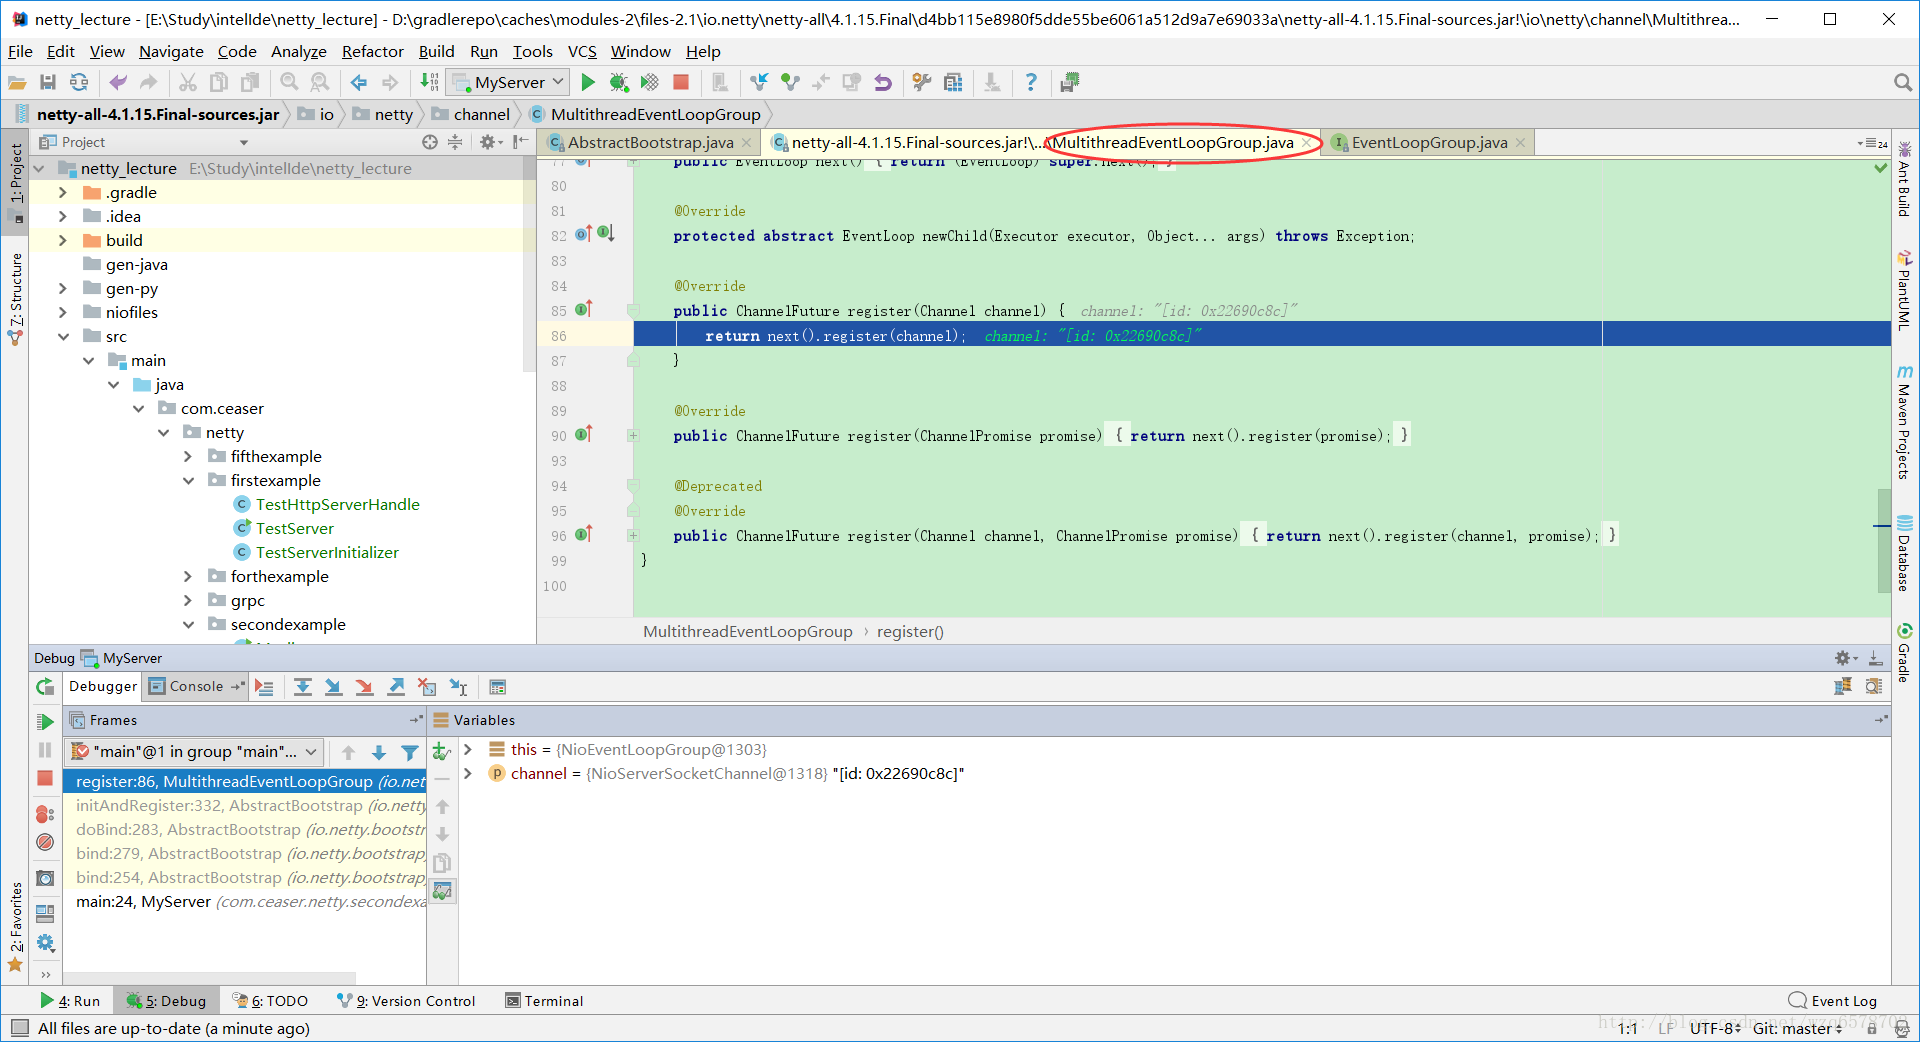 netty_lecture - [E:\Study\intelIde\netty_lecture] - D:\gradlerepo\caches\modules-2\files-2.1\io.netty\netty-all\4.1.15.Final\d4bb115e8980f5dde55be6061a512d9a7e69033a\netty-all-4.1.15.Final-sources.jar!\io\netty\channel\Multithrea...
File Edit View Navigate Code Analyze Refactor Build Run Tools VCS Window Help
MyServer
netty-all-4.1.15.Final-sources.jar io netty channel MultithreadEventLoopGroup
Project
AbstractBootstrap.java netty-all-4.1.15.Final-sources.jar!\...\MultithreadEventLoopGroup.java EventLoopGroup.java
24
1: Project
Z: Structure
2: Favorites
netty_lecture E:\Study\intelIde\netty_lecture
.gradle
.idea
build
gen-java
gen-py
niofiles
src
main
java
com.ceaser
netty
fifthexample
firstexample
TestHttpServerHandle
TestServer
TestServerInitializer
forthexample
grpc
secondexample
77 public EventLoop next() { return (EventLoop) super.next(); }
80
81 @Override
82 protected abstract EventLoop newChild(Executor executor, Object... args) throws Exception;
83
84 @Override
85 public ChannelFuture register(Channel channel) { channel: "[id: 0x22690c8c]"
86 return next().register(channel); channel: "[id: 0x22690c8c]"
87 }
88
89 @Override
90 public ChannelFuture register(ChannelPromise promise) { return next().register(promise); }
93
94 @Deprecated
95 @Override
96 public ChannelFuture register(Channel channel, ChannelPromise promise) { return next().register(channel, promise); }
99 }
100
MultithreadEventLoopGroup › register()
Ant Build
PlantUML
Maven Projects
Database
Gradle
Debug MyServer
Debugger Console
Frames
Variables
"main"@1 in group "main"...
register:86, MultithreadEventLoopGroup (io.net
initAndRegister:332, AbstractBootstrap (io.netty.
doBind:283, AbstractBootstrap (io.netty.bootstr
bind:279, AbstractBootstrap (io.netty.bootstrap
bind:254, AbstractBootstrap (io.netty.bootstrap
main:24, MyServer (com.ceaser.netty.secondexa
this = {NioEventLoopGroup@1303}
channel = {NioServerSocketChannel@1318} "[id: 0x22690c8c]"
4: Run 5: Debug 6: TODO 9: Version Control Terminal
Event Log
All files are up-to-date (a minute ago)
1:1 LF UTF-8 Git: master